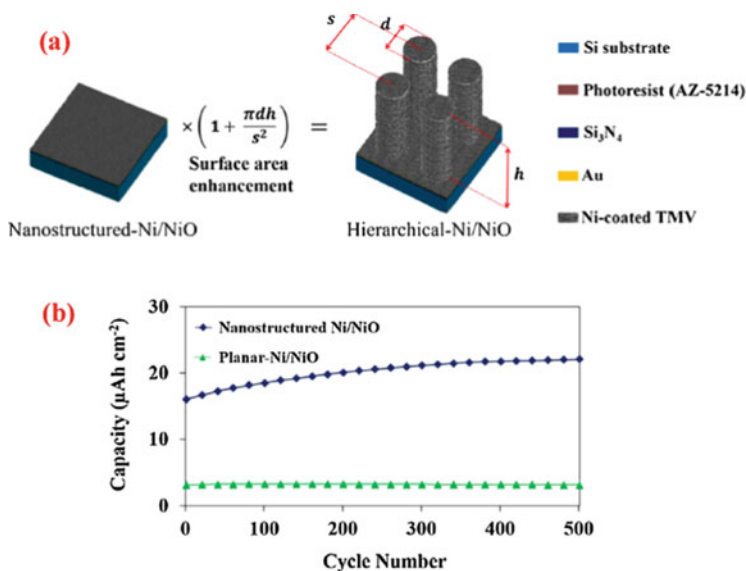 (a)
s
d
× (1 + πdh/s²) =
Surface area
enhancement
h
Nanostructured-Ni/NiO
Hierarchical-Ni/NiO
Si substrate
Photoresist (AZ-5214)
Si₃N₄
Au
Ni-coated TMV
(b)
Capacity (µAh cm⁻²)
30
20
10
0
Nanostructured Ni/NiO
Planar-Ni/NiO
0 100 200 300 400 500
Cycle Number